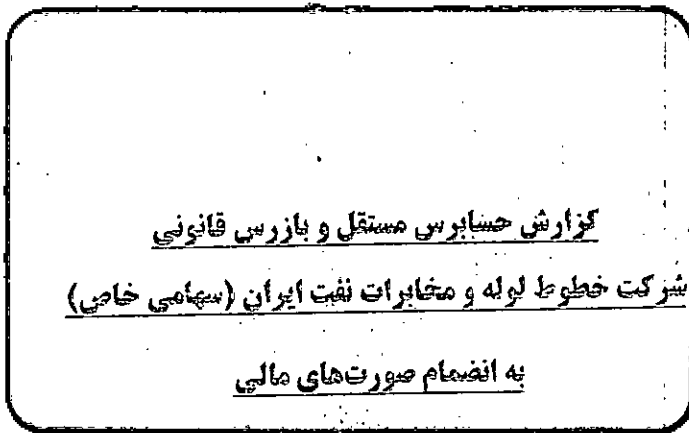 گزارش حسابرس مستقل و بازرس قانونی
شرکت خطوط لوله و مخابرات نفت ایران (سهامی خاص)
به انضمام صورت‌های مالی